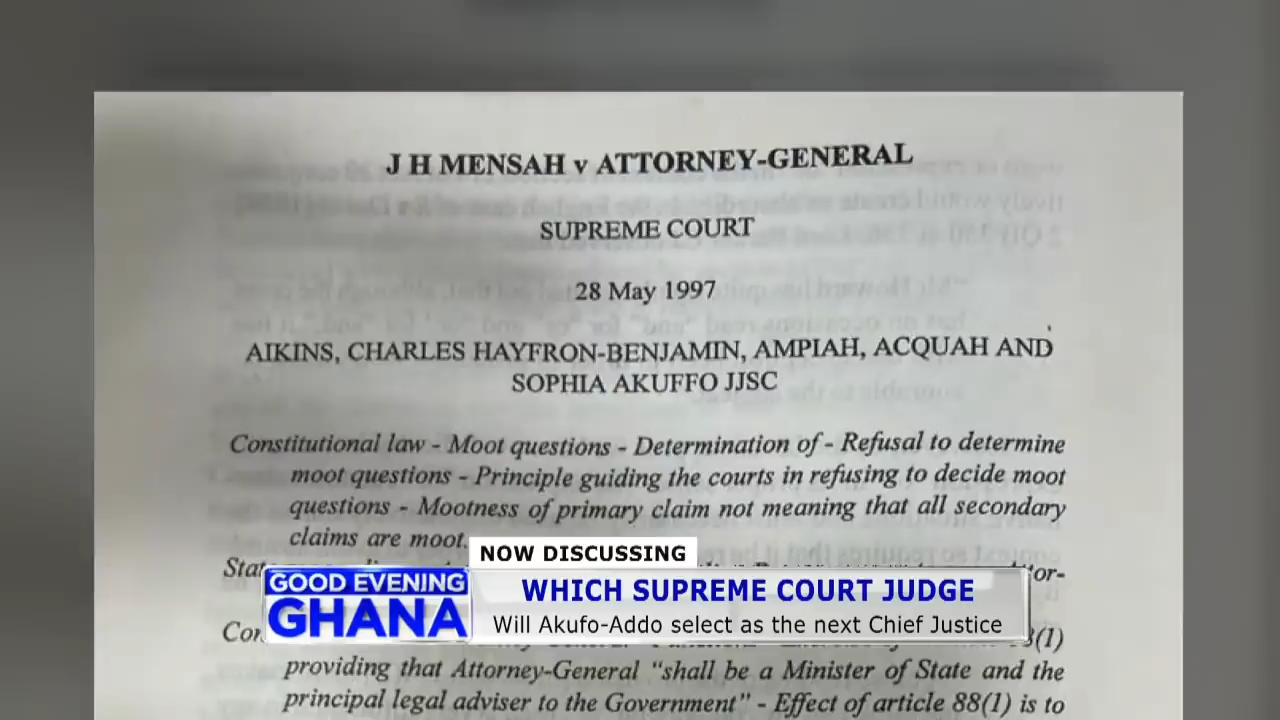 J H MENSAH v ATTORNEY-GENERAL
SUPREME COURT
28 May 1997
AIKINS, CHARLES HAYFRON-BENJAMIN, AMPIAH, ACQUAH AND
SOPHIA AKUFFO JJSC
Constitutional law - Moot questions - Determination of - Refusal to determine
moot questions - Principle guiding the courts in refusing to decide moot
questions - Mootness of primary claim not meaning that all secondary
claims are moot.
NOW DISCUSSING
GOOD EVENING
GHANA
WHICH SUPREME COURT JUDGE
Will Akufo-Addo select as the next Chief Justice
providing that Attorney-General "shall be a Minister of State and the
principal legal adviser to the Government" - Effect of article 88(1) is to